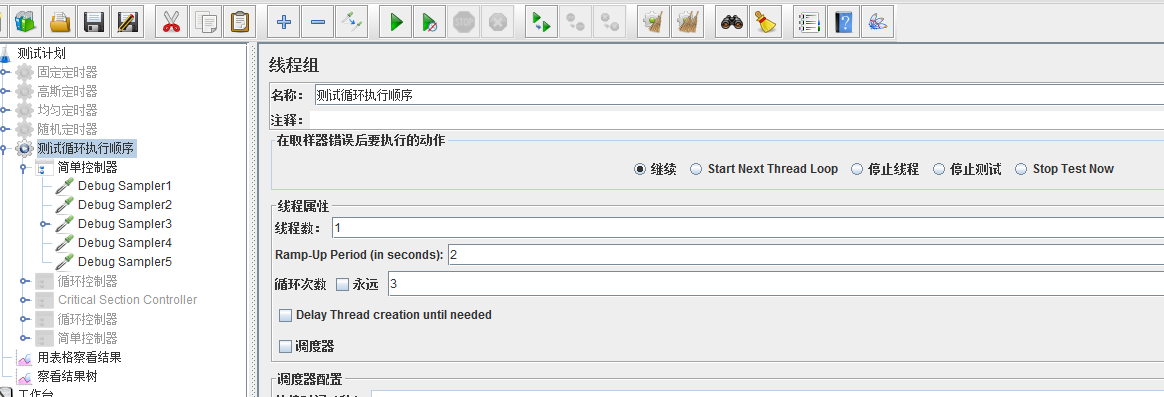 测试计划
固定定时器
高斯定时器
均匀定时器
随机定时器
测试循环执行顺序
简单控制器
Debug Sampler1
Debug Sampler2
Debug Sampler3
Debug Sampler4
Debug Sampler5
循环控制器
Critical Section Controller
循环控制器
简单控制器
用表格察看结果
察看结果树
工作台
线程组
名称： 测试循环执行顺序
注释：
在取样器错误后要执行的动作
继续 Start Next Thread Loop 停止线程 停止测试 Stop Test Now
线程属性
线程数： 1
Ramp-Up Period (in seconds): 2
循环次数 永远 3
Delay Thread creation until needed
调度器
调度器配置